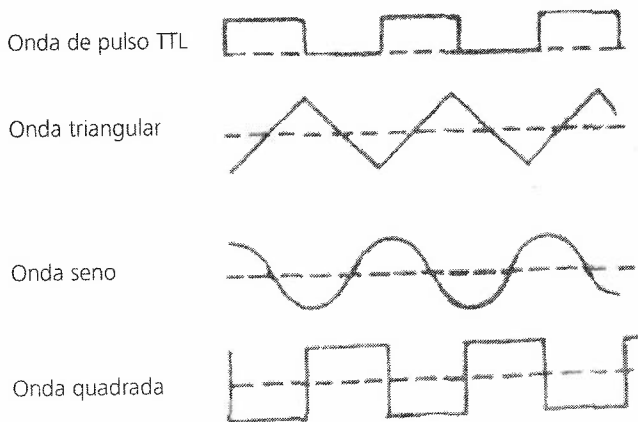 Onda de pulso TTL
Onda triangular
Onda seno
Onda quadrada